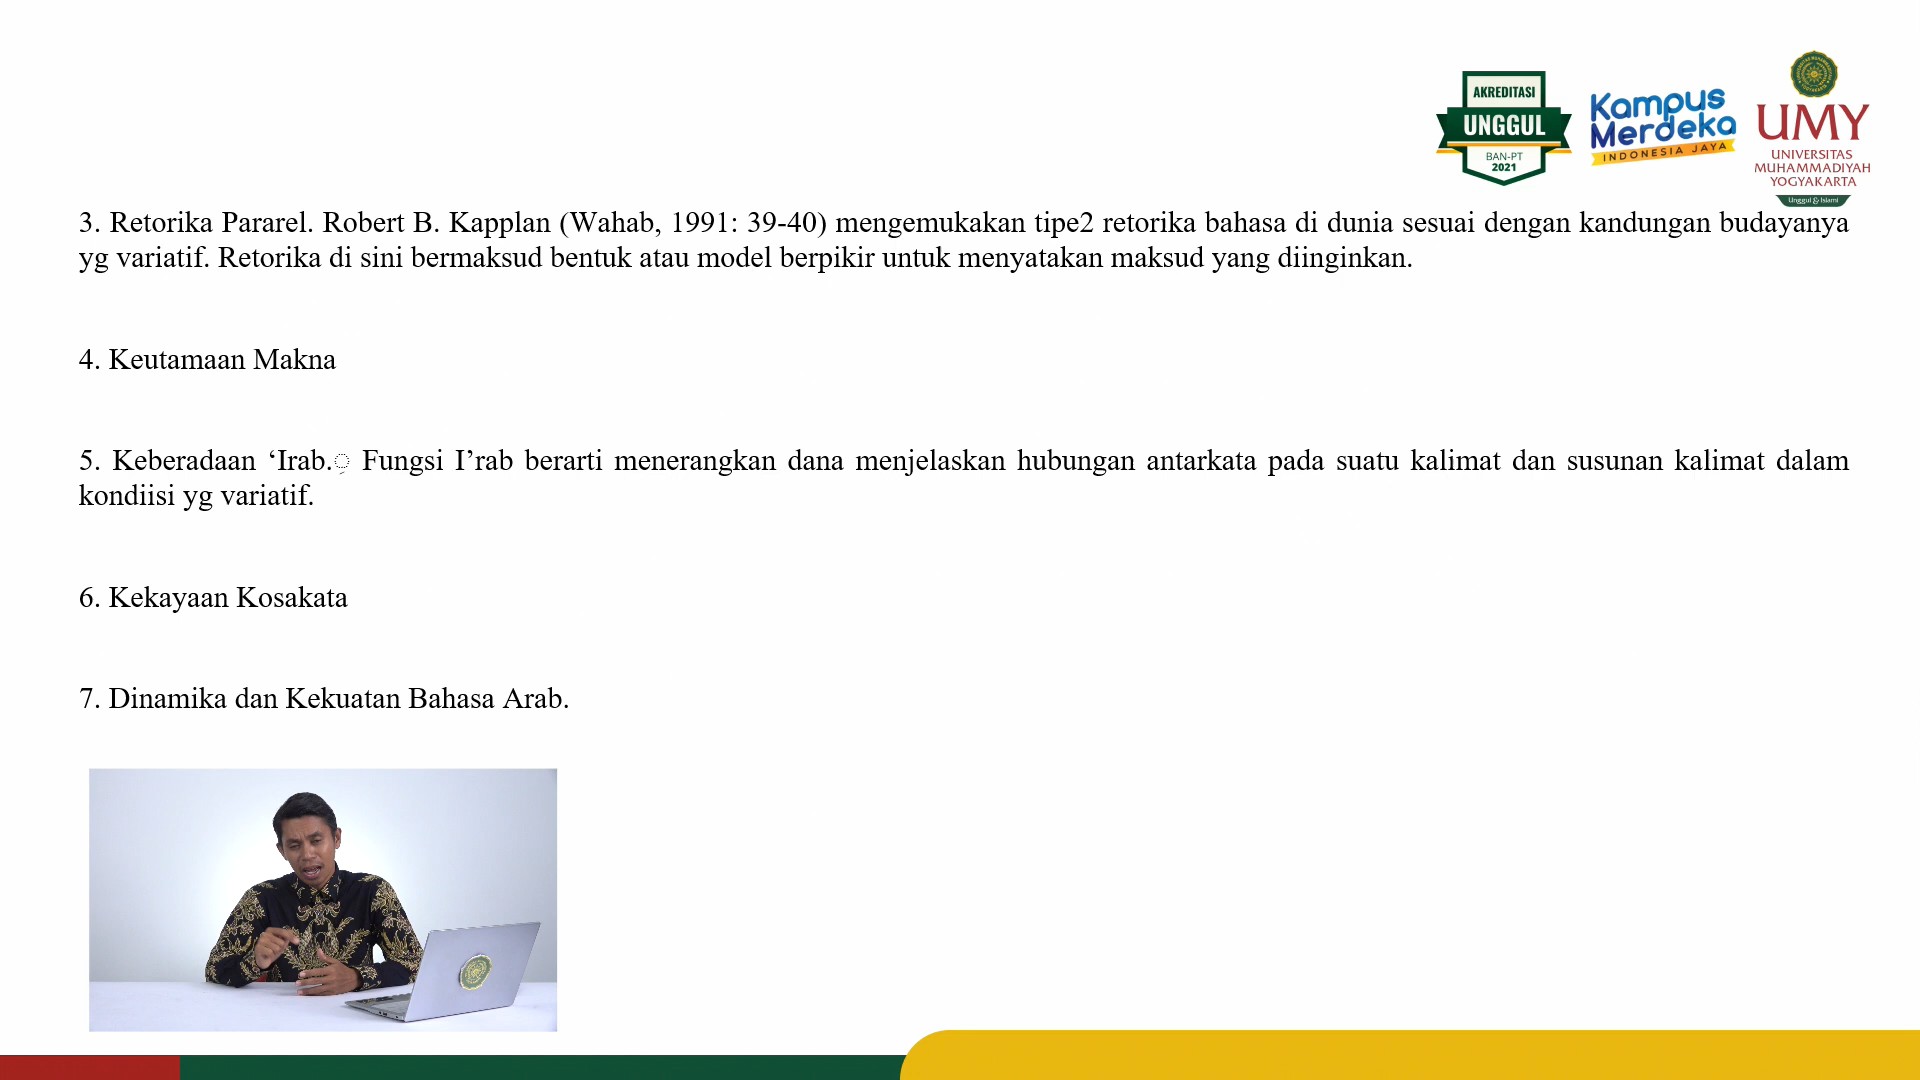 AKREDITASI
UNGGUL
BAN-PT
2021
Kampus
Merdeka
INDONESIA JAYA
UMY
UNIVERSITAS
MUHAMMADIYAH
YOGYAKARTA
Unggul & Islami
3. Retorika Pararel. Robert B. Kapplan (Wahab, 1991: 39-40) mengemukakan tipe2 retorika bahasa di dunia sesuai dengan kandungan budayanya
yg variatif. Retorika di sini bermaksud bentuk atau model berpikir untuk menyatakan maksud yang diinginkan.
4. Keutamaan Makna
5. Keberadaan ‘Irab. Fungsi I’rab berarti menerangkan dana menjelaskan hubungan antarkata pada suatu kalimat dan susunan kalimat dalam
kondiisi yg variatif.
6. Kekayaan Kosakata
7. Dinamika dan Kekuatan Bahasa Arab.